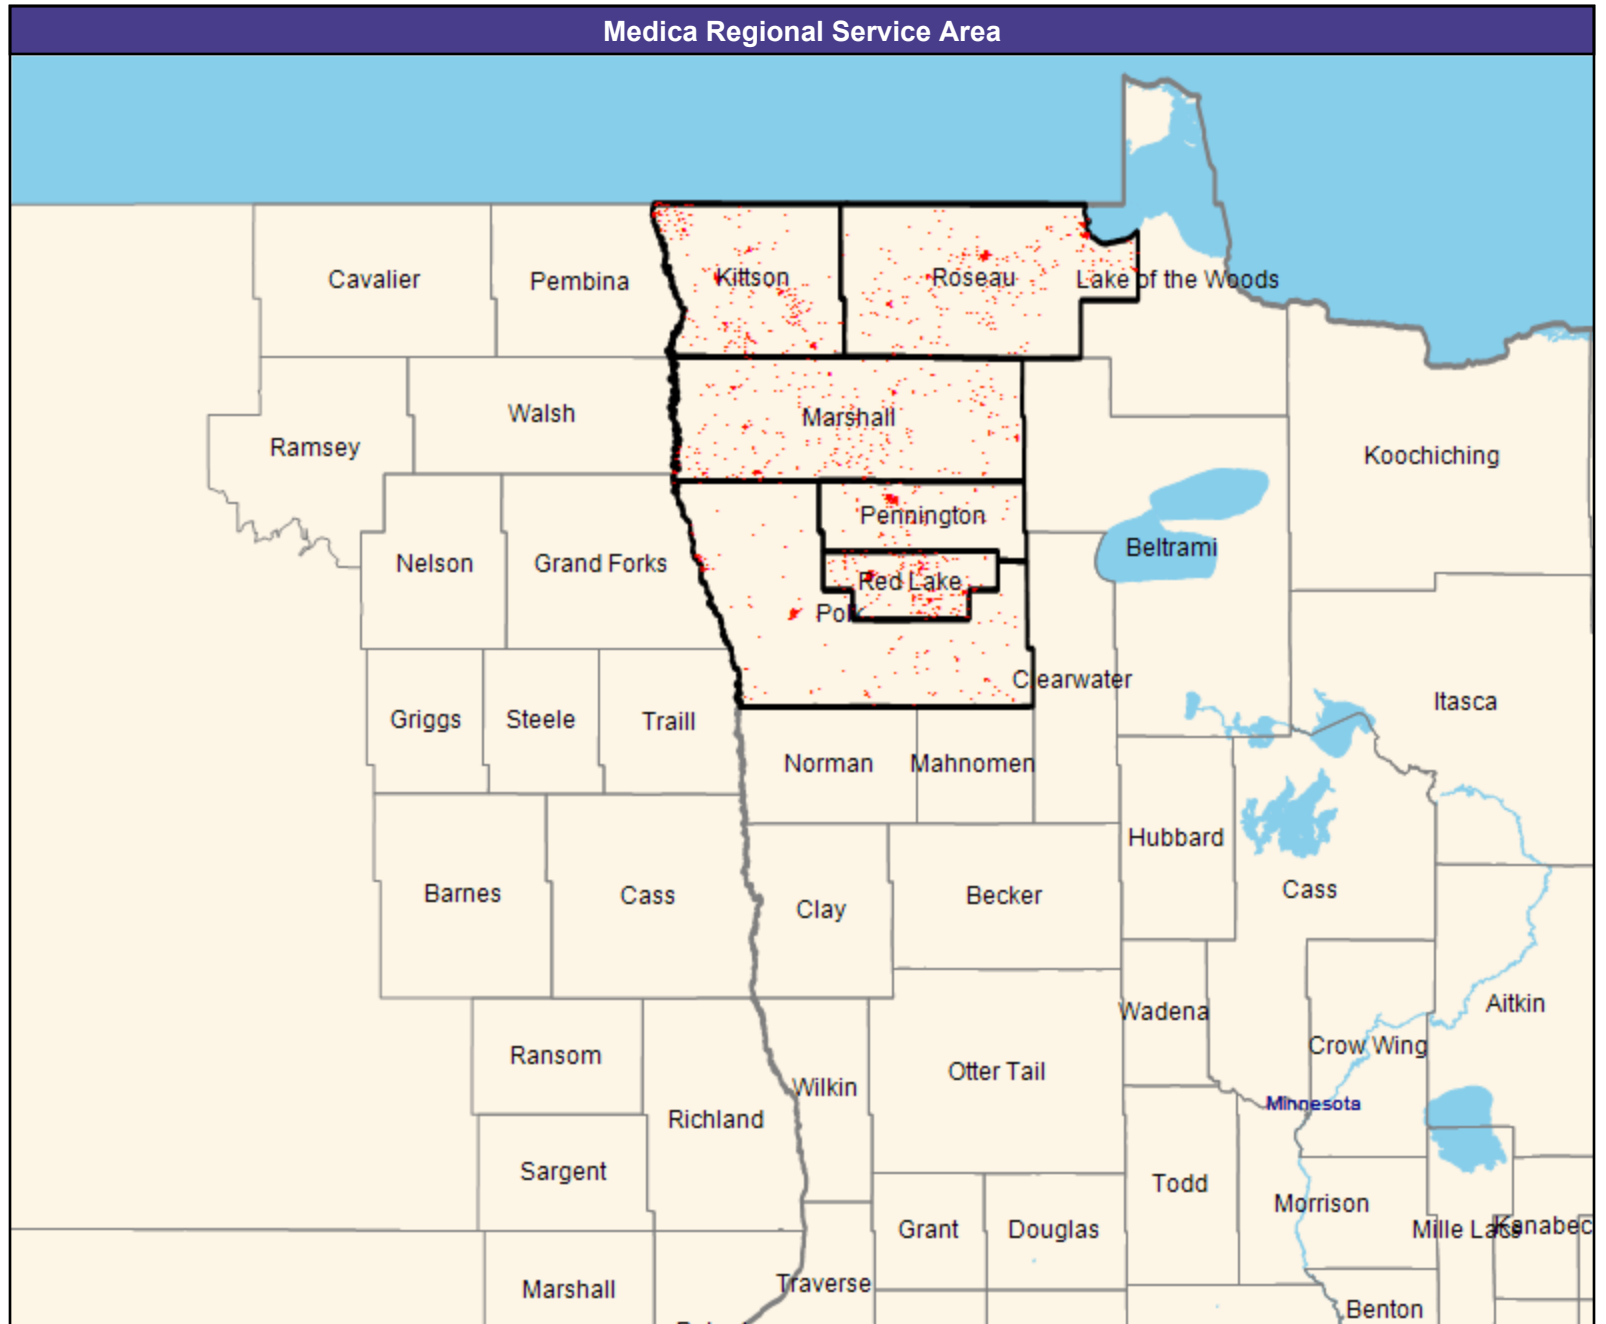 Medica Regional Service Area
Cavalier
Pembina
Kittson
Roseau
Lake of the Woods
Walsh
Marshall
Ramsey
Koochiching
Pennington
Beltrami
Nelson
Grand Forks
Red Lake
Polk
Clearwater
Itasca
Griggs
Steele
Traill
Norman
Mahnomen
Hubbard
Barnes
Cass
Clay
Becker
Cass
Wadena
Aitkin
Crow Wing
Ransom
Otter Tail
Wilkin
Minnesota
Richland
Sargent
Todd
Morrison
Grant
Douglas
Mille Lacs
Kanabec
Marshall
Traverse
Benton